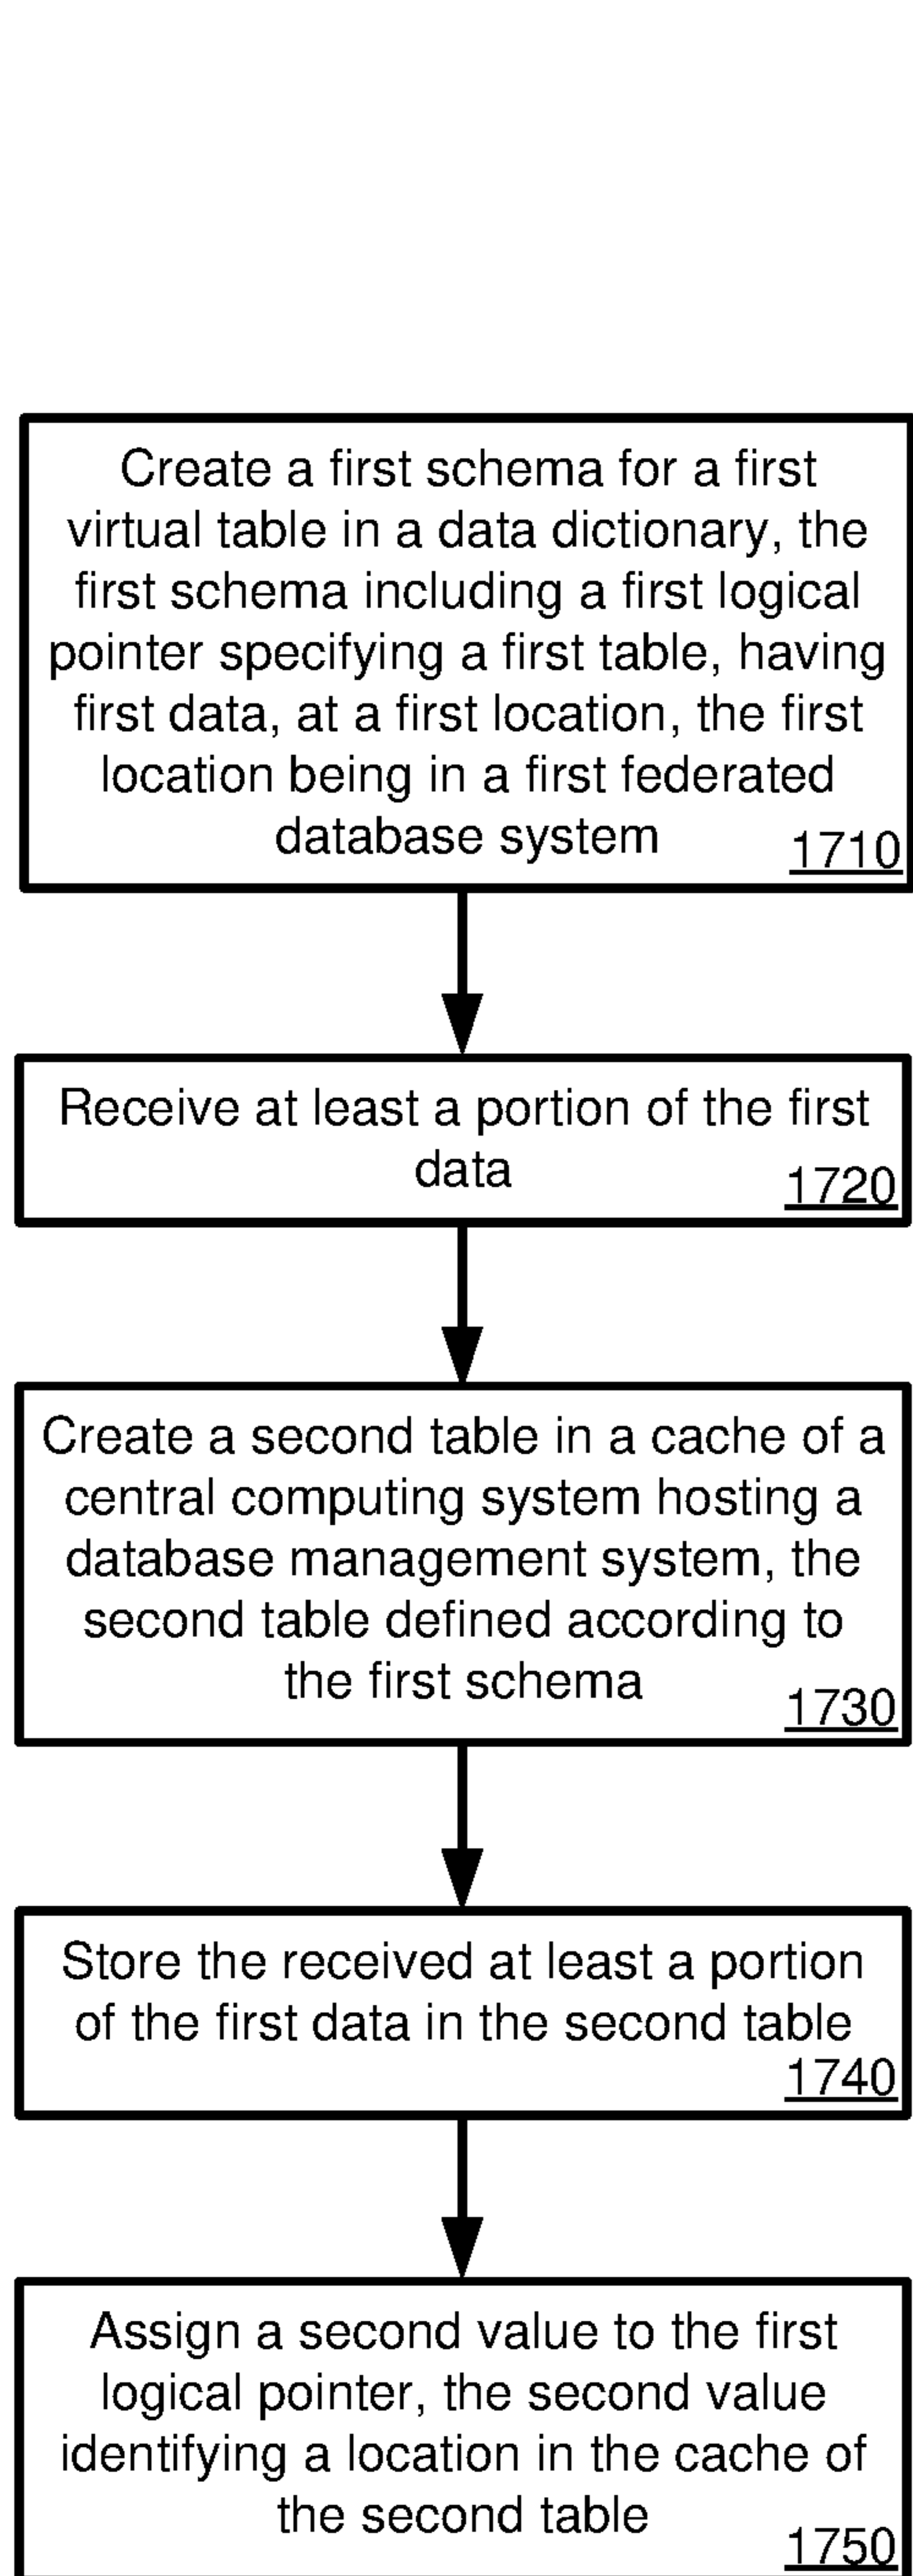 Create a first schema for a first
virtual table in a data dictionary, the
first schema including a first logical
pointer specifying a first table, having
first data, at a first location, the first
location being in a first federated
database system
1710
Receive at least a portion of the first
data
1720
Create a second table in a cache of a
central computing system hosting a
database management system, the
second table defined according to
the first schema
1730
Store the received at least a portion
of the first data in the second table
1740
Assign a second value to the first
logical pointer, the second value
identifying a location in the cache of
the second table
1750